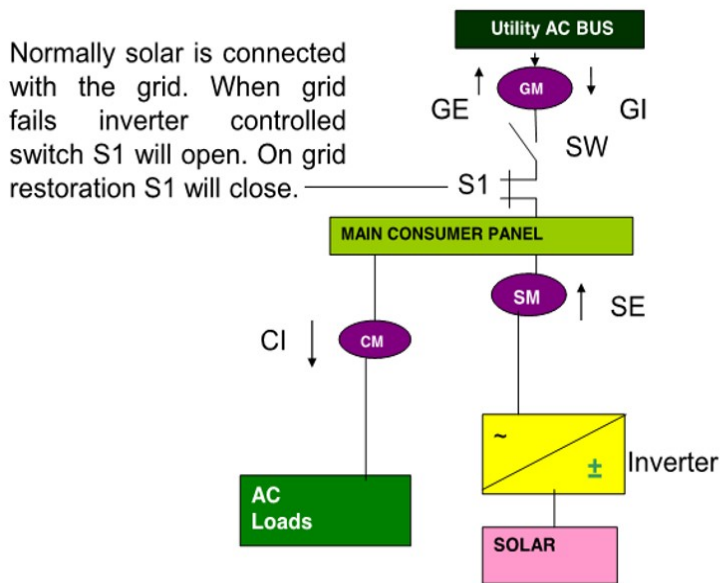 Utility AC BUS
Normally solar is connected
with the grid. When grid
fails inverter controlled
switch S1 will open. On grid
restoration S1 will close.
GM
GE
GI
SW
S1
MAIN CONSUMER PANEL
SM
SE
CI
CM
~
±
Inverter
AC
Loads
SOLAR